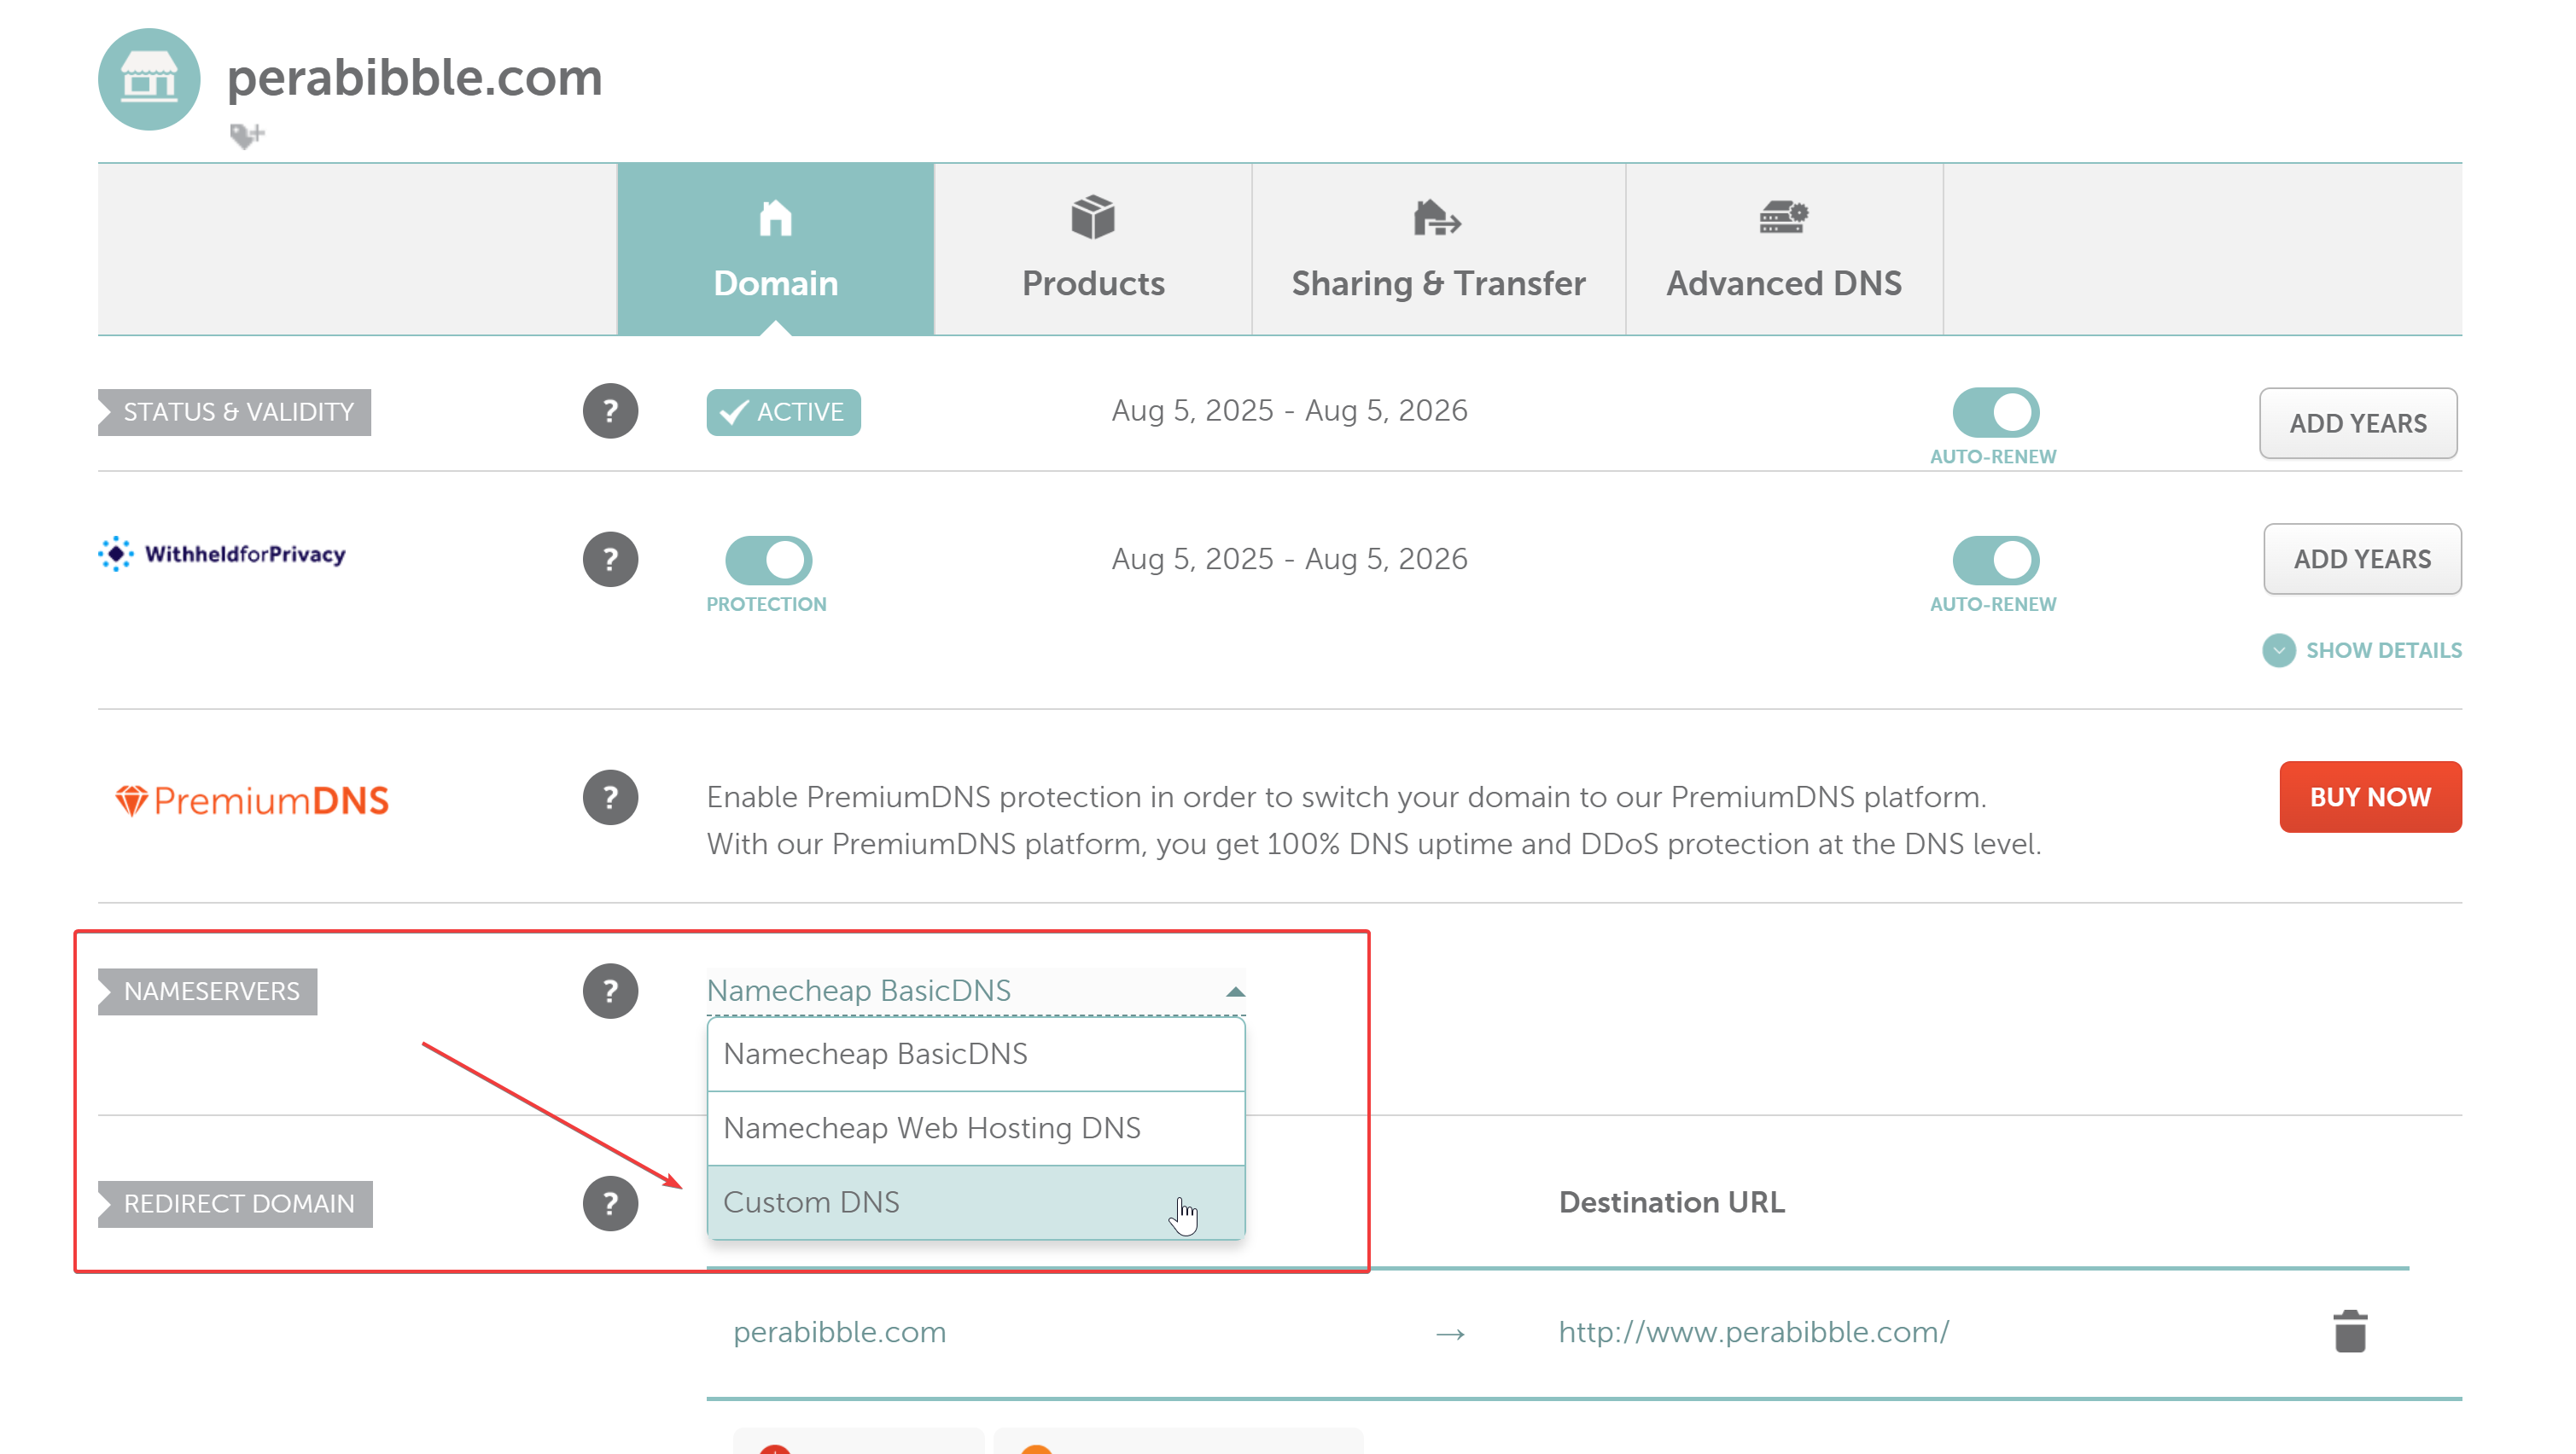 perabibble.com
Domain
Products
Sharing & Transfer
Advanced DNS
STATUS & VALIDITY
?
ACTIVE
Aug 5, 2025 - Aug 5, 2026
AUTO-RENEW
ADD YEARS
WithheldforPrivacy
?
PROTECTION
Aug 5, 2025 - Aug 5, 2026
AUTO-RENEW
ADD YEARS
SHOW DETAILS
PremiumDNS
?
Enable PremiumDNS protection in order to switch your domain to our PremiumDNS platform.
With our PremiumDNS platform, you get 100% DNS uptime and DDoS protection at the DNS level.
BUY NOW
NAMESERVERS
?
Namecheap BasicDNS
Namecheap BasicDNS
Namecheap Web Hosting DNS
Custom DNS
REDIRECT DOMAIN
?
Destination URL
perabibble.com
→
http://www.perabibble.com/